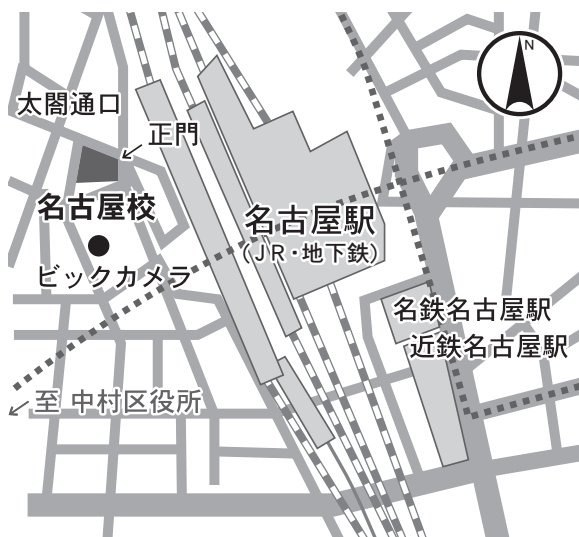 N
太閤通口
正門
名古屋校
ビックカメラ
名古屋駅
(JR・地下鉄)
名鉄名古屋駅
近鉄名古屋駅
至 中村区役所